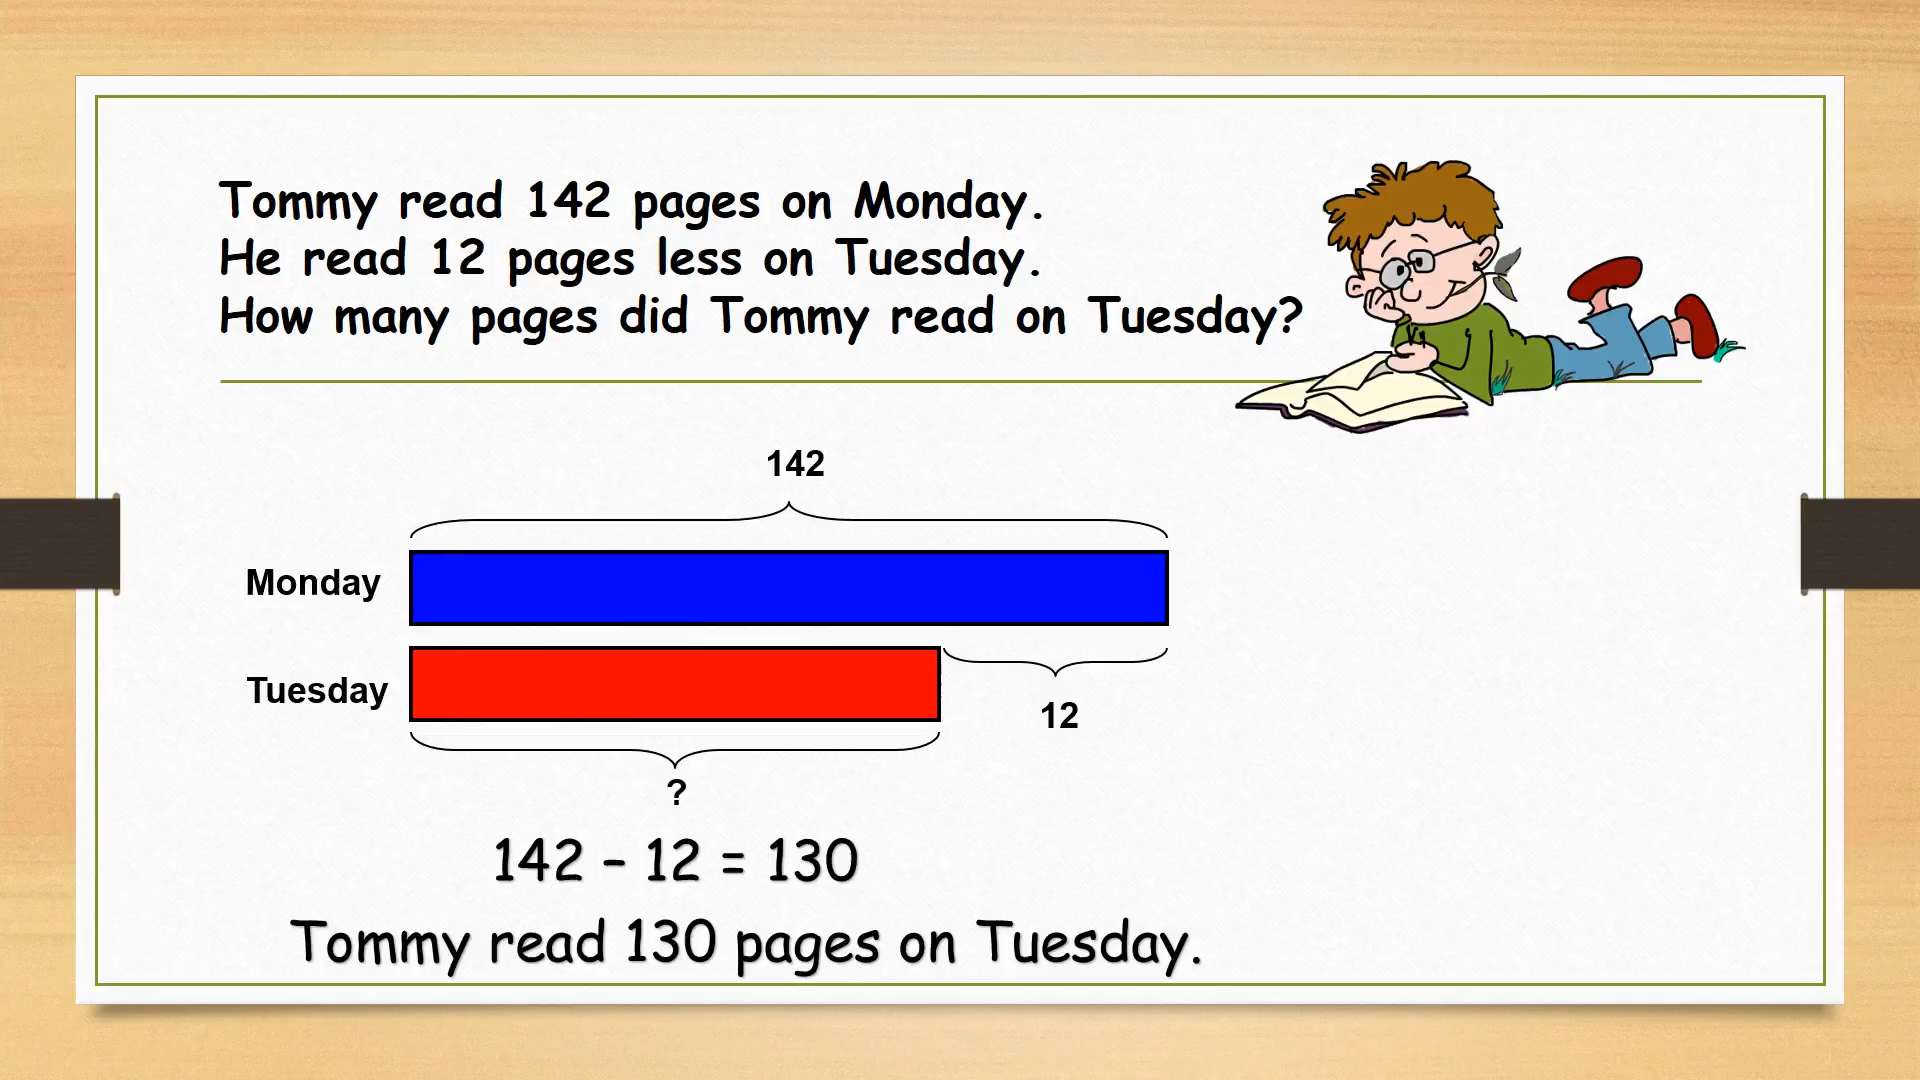 Tommy read 142 pages on Monday.
He read 12 pages less on Tuesday.
How many pages did Tommy read on Tuesday?
142
Monday
Tuesday
12
?
142 – 12 = 130
Tommy read 130 pages on Tuesday.